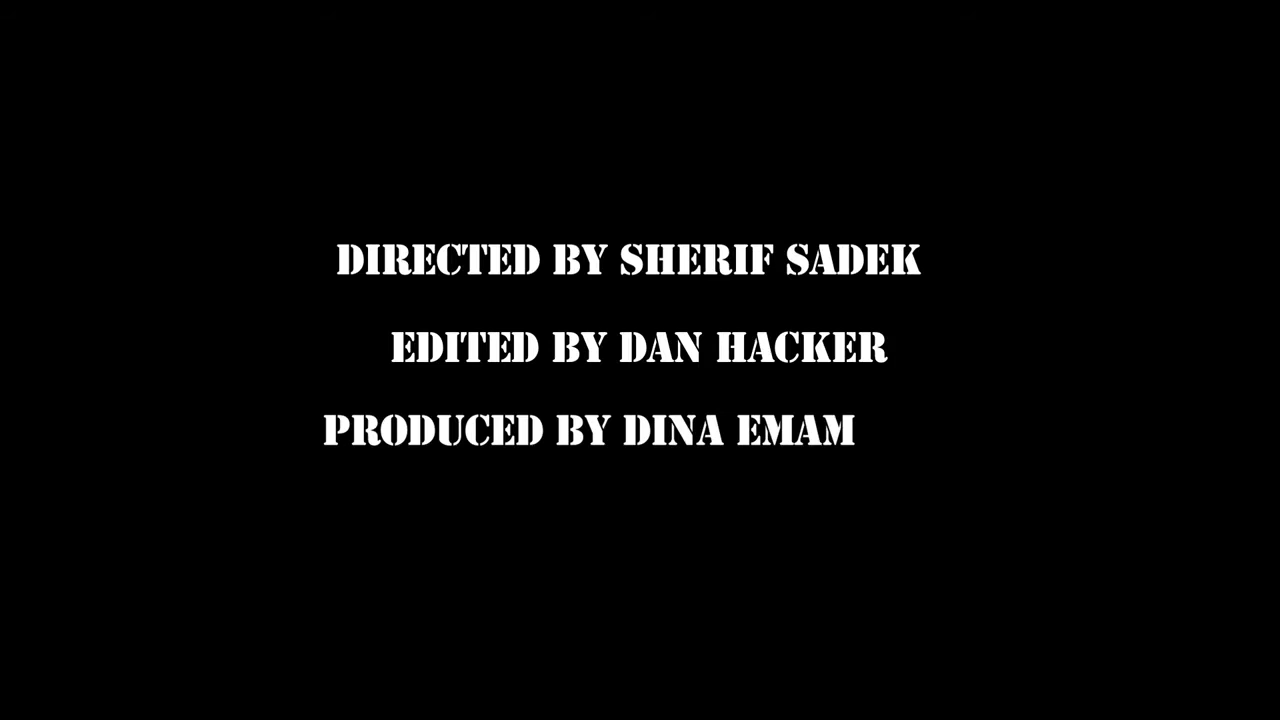 DIRECTED BY SHERIF SADEK
EDITED BY DAN HACKER
PRODUCED BY DINA EMAM